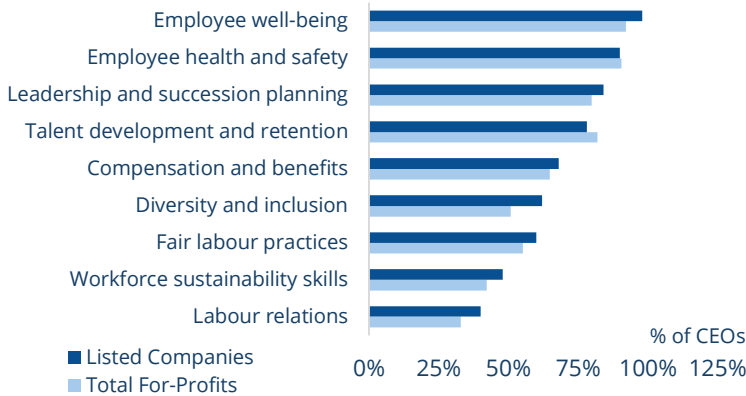 Employee well-being
Employee health and safety
Leadership and succession planning
Talent development and retention
Compensation and benefits
Diversity and inclusion
Fair labour practices
Workforce sustainability skills
Labour relations
% of CEOs
Listed Companies
0% 25% 50% 75% 100% 125%
Total For-Profits